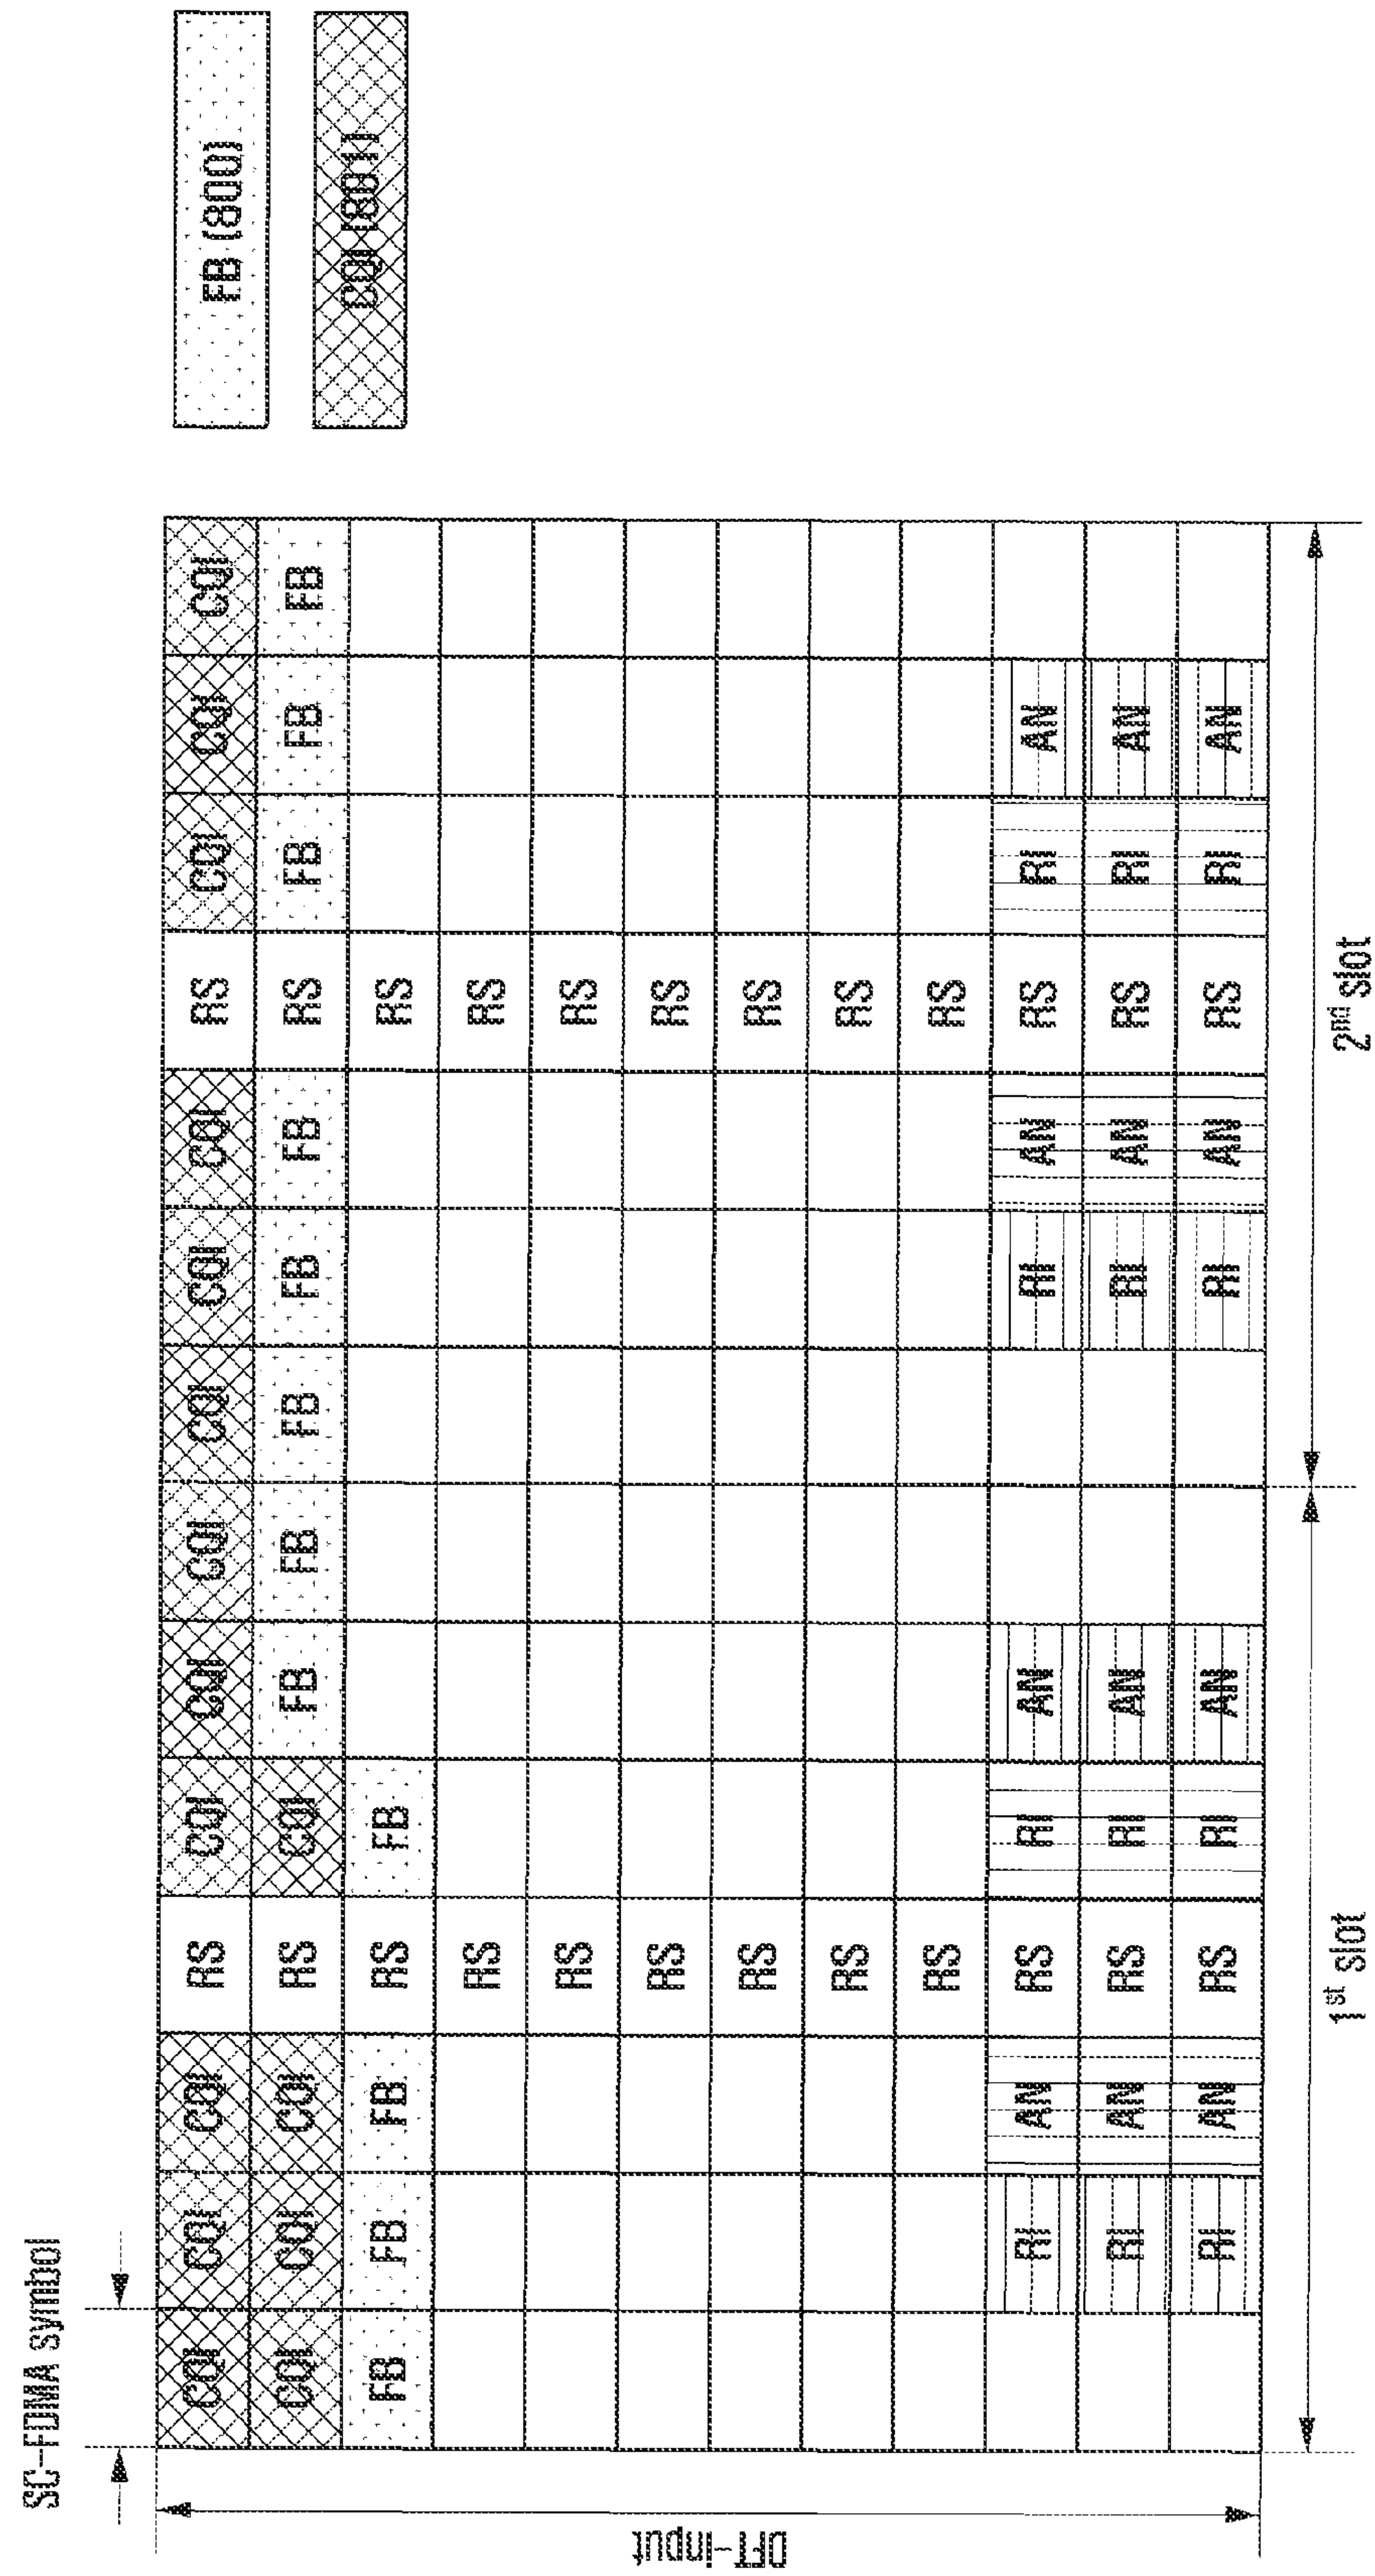 SC-FDMA symbol
DFT-input
CQI CQI CQI RS CQI CQI CQI CQI CQI CQI RS CQI CQI CQI
CQI CQI CQI RS CQI FB FB FB FB FB RS FB FB FB
FB FB FB RS FB RS
RS RS
RS RS
RS RS
RS RS
RS RS
RS RS
RI AN RS RI AN RI AN RS RI AN
RI AN RS RI AN RI AN RS RI AN
RI AN RS RI AN RI AN RS RI AN
1st slot
2nd slot
FB (800)
CQI (801)